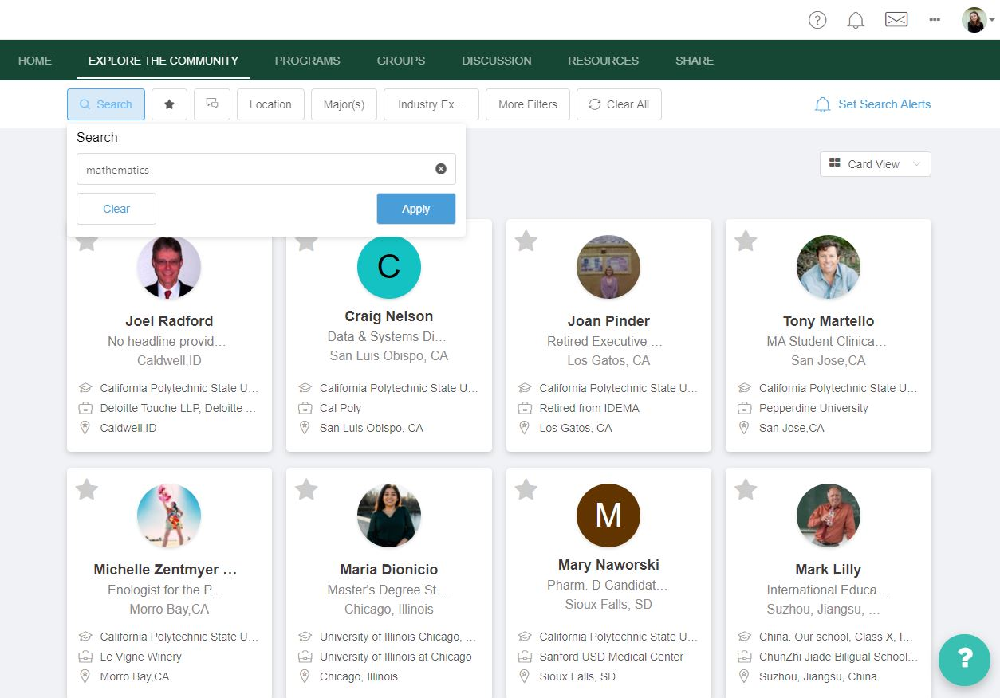 ?
HOME EXPLORE THE COMMUNITY PROGRAMS GROUPS DISCUSSION RESOURCES SHARE
Search Location Major(s) Industry Ex... More Filters Clear All Set Search Alerts
Search
mathematics
Card View
Clear Apply
C
Joel Radford Craig Nelson Joan Pinder Tony Martello
No headline provid... Data & Systems Di... Retired Executive ... MA Student Clinica...
Caldwell,ID San Luis Obispo, CA Los Gatos, CA San Jose,CA
California Polytechnic State U... California Polytechnic State U... California Polytechnic State U... California Polytechnic State U...
Deloitte Touche LLP, Deloitte ... Cal Poly Retired from IDEMA Pepperdine University
Caldwell,ID San Luis Obispo, CA Los Gatos, CA San Jose,CA
M
Michelle Zentmyer ... Maria Dionicio Mary Naworski Mark Lilly
Enologist for the P... Master's Degree St... Pharm. D Candidat... International Educa...
Morro Bay,CA Chicago, Illinois Sioux Falls, SD Suzhou, Jiangsu, ...
California Polytechnic State U... University of Illinois Chicago, ... California Polytechnic State U... China. Our school, Class X, I...
Le Vigne Winery University of Illinois at Chicago Sanford USD Medical Center ChunZhi Jiade Biligual School...
Morro Bay,CA Chicago, Illinois Sioux Falls, SD Suzhou, Jiangsu, China
?